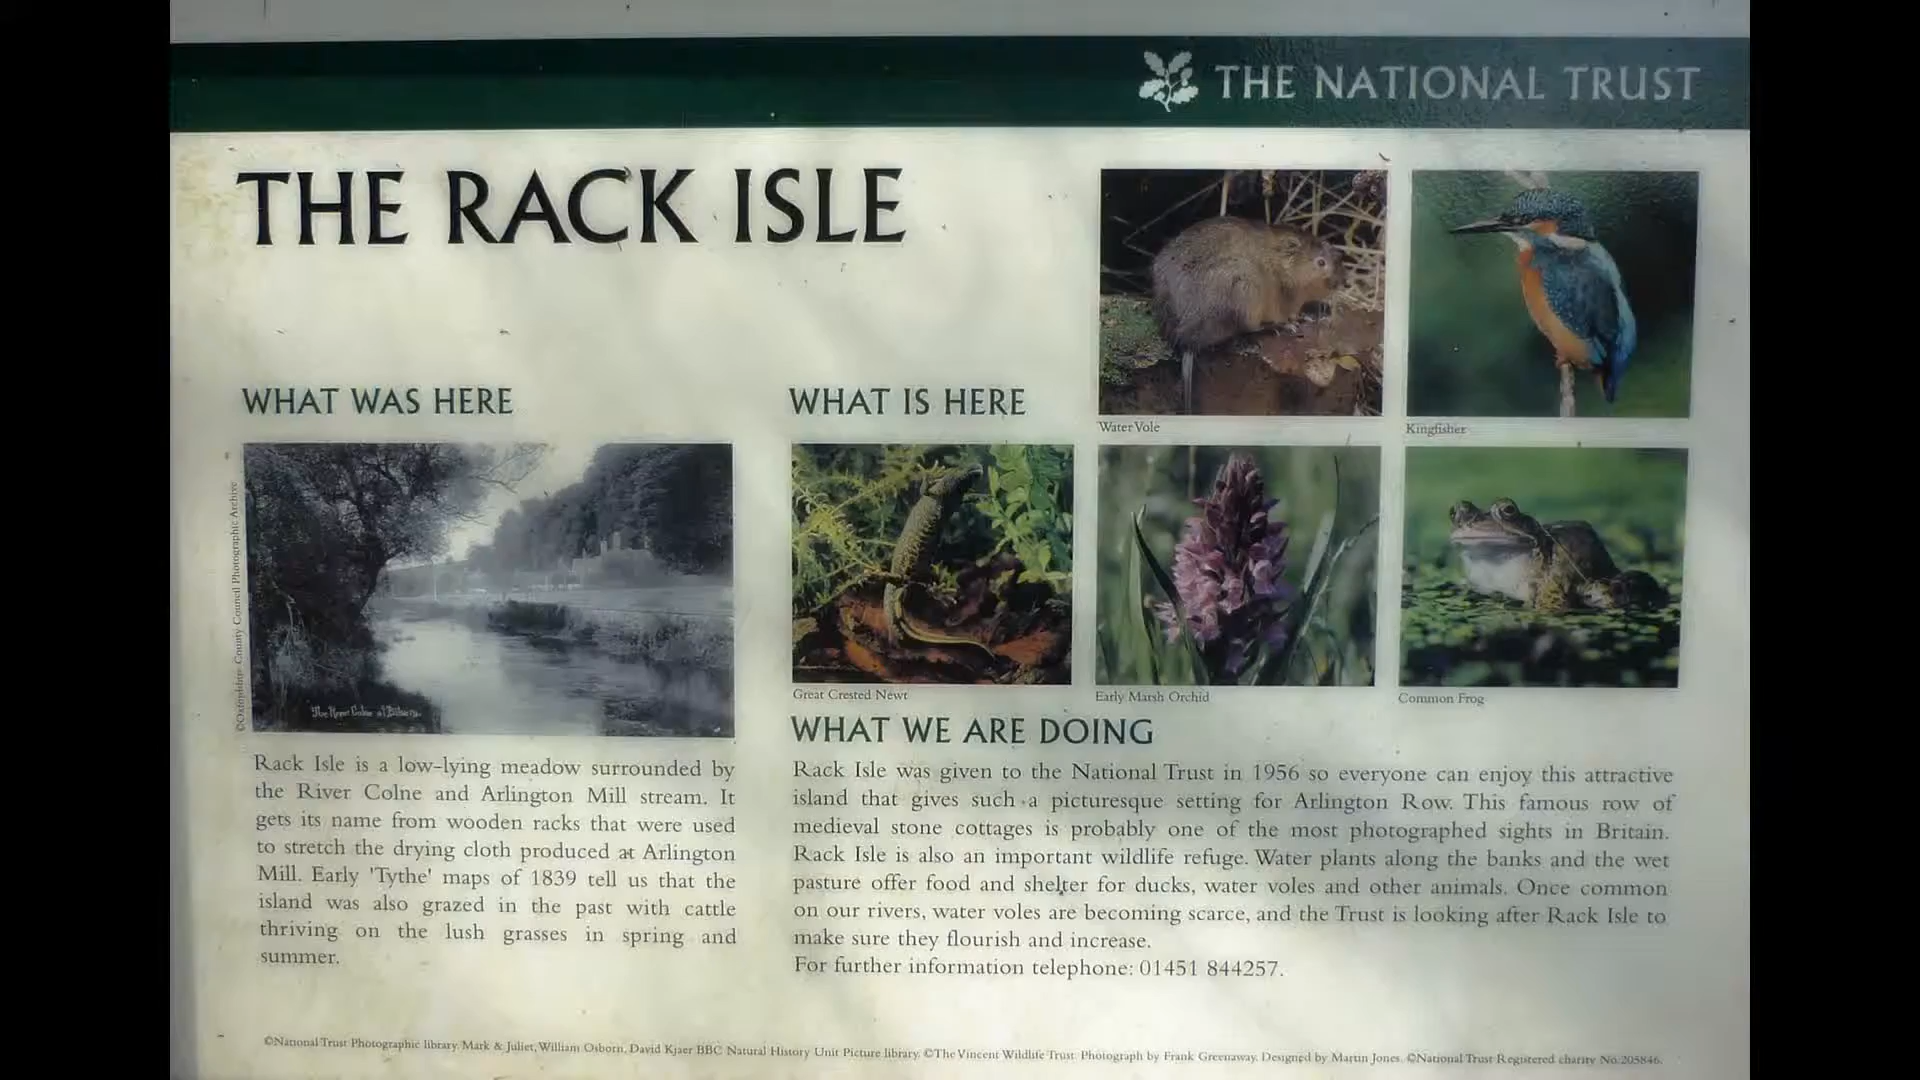 THE NATIONAL TRUST
THE RACK ISLE
WHAT WAS HERE
WHAT IS HERE
Water Vole
Kingfisher
©Oxfordshire County Council Photographic Archive
The River Colne at Bibury.
Great Crested Newt
Early Marsh Orchid
Common Frog
Rack Isle is a low-lying meadow surrounded by
the River Colne and Arlington Mill stream. It
gets its name from wooden racks that were used
to stretch the drying cloth produced at Arlington
Mill. Early 'Tythe' maps of 1839 tell us that the
island was also grazed in the past with cattle
thriving on the lush grasses in spring and
summer.
WHAT WE ARE DOING
Rack Isle was given to the National Trust in 1956 so everyone can enjoy this attractive
island that gives such a picturesque setting for Arlington Row. This famous row of
medieval stone cottages is probably one of the most photographed sights in Britain.
Rack Isle is also an important wildlife refuge. Water plants along the banks and the wet
pasture offer food and shelter for ducks, water voles and other animals. Once common
on our rivers, water voles are becoming scarce, and the Trust is looking after Rack Isle to
make sure they flourish and increase.
For further information telephone: 01451 844257.
©National Trust Photographic library. Mark & Juliet, William Osborn, David Kjaer BBC Natural History Unit Picture library. ©The Vincent Wildlife Trust. Photograph by Frank Greenaway. Designed by Martin Jones. ©National Trust Registered charity No.205846.